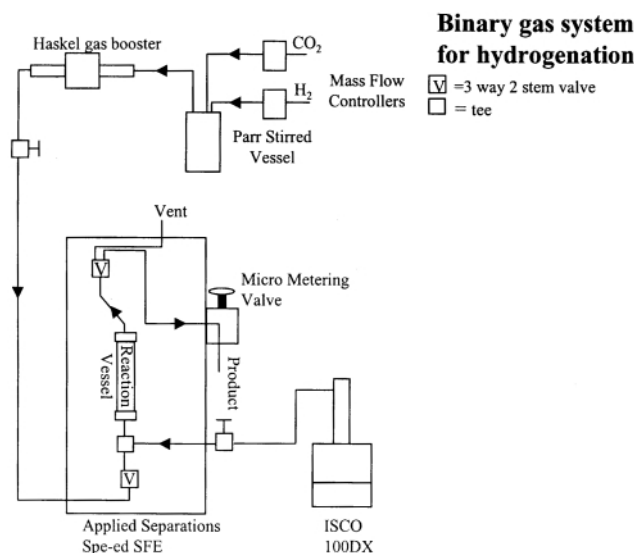 Binary gas system
for hydrogenation
V =3 way 2 stem valve
= tee
Haskel gas booster
CO₂
H₂
Mass Flow
Controllers
Parr Stirred
Vessel
Vent
V
Micro Metering
Valve
Reaction
Vessel
Product
V
Applied Separations
Spe-ed SFE
ISCO
100DX